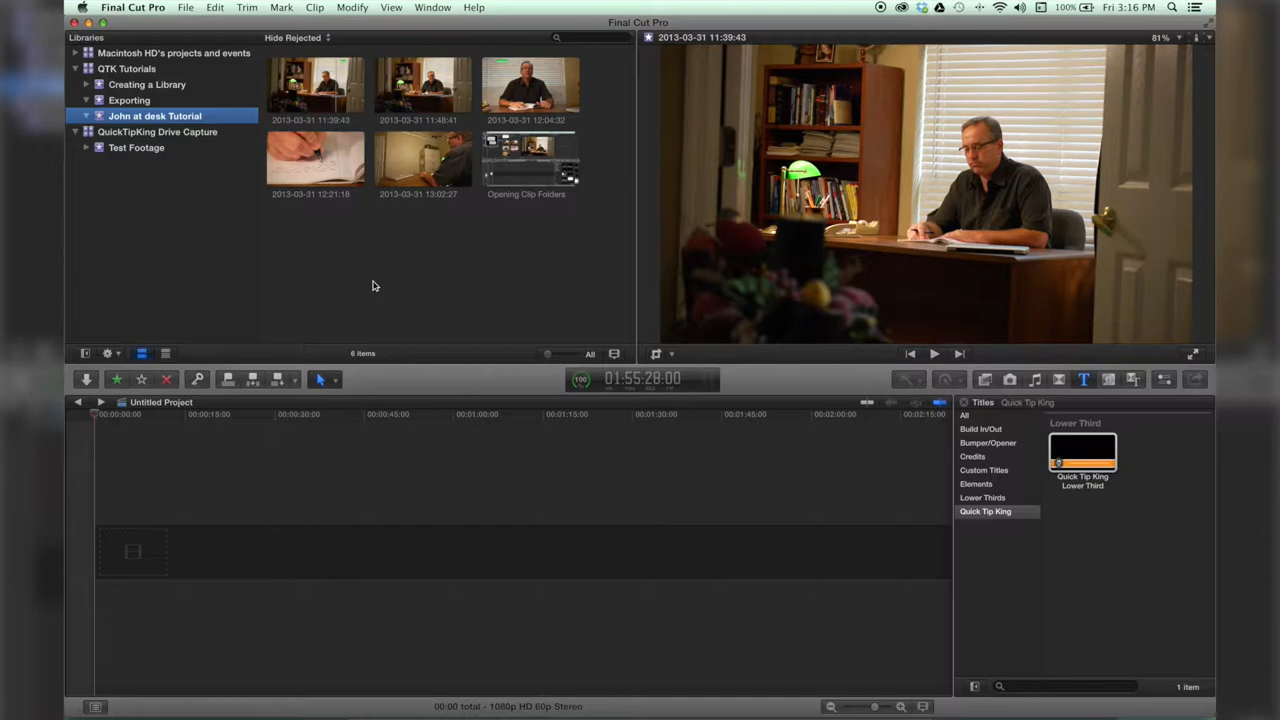 Final Cut Pro File Edit Trim Mark Clip Modify View Window Help 100% Fri 3:16 PM
Final Cut Pro
Libraries Hide Rejected 2013-03-31 11:39:43 81%
Macintosh HD's projects and events
QTK Tutorials
Creating a Library
Exporting
John at desk Tutorial
QuickTipKing Drive Capture
Test Footage
2013-03-31 11:39:43 2013-03-31 11:48:41 2013-03-31 12:04:32
2013-03-31 12:21:18 2013-03-31 13:02:27 Opening Clip Folders
6 items All
100 01:55:28:00
HR MIN SEC FR
T
Untitled Project
00:00:00:00 00:00:15:00 00:00:30:00 00:00:45:00 00:01:00:00 00:01:15:00 00:01:30:00 00:01:45:00 00:02:00:00 00:02:15:00
Titles Quick Tip King
All
Build In/Out
Bumper/Opener
Credits
Custom Titles
Elements
Lower Thirds
Quick Tip King
Lower Third
Quick Tip King
Lower Third
1 item
00:00 total - 1080p HD 60p Stereo